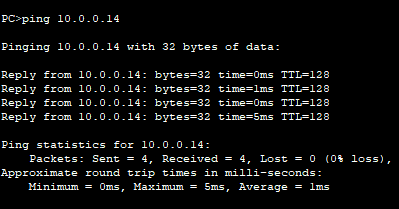 PC>ping 10.0.0.14
Pinging 10.0.0.14 with 32 bytes of data:
Reply from 10.0.0.14: bytes=32 time=0ms TTL=128
Reply from 10.0.0.14: bytes=32 time=1ms TTL=128
Reply from 10.0.0.14: bytes=32 time=0ms TTL=128
Reply from 10.0.0.14: bytes=32 time=5ms TTL=128
Ping statistics for 10.0.0.14:
Packets: Sent = 4, Received = 4, Lost = 0 (0% loss),
Approximate round trip times in milli-seconds:
Minimum = 0ms, Maximum = 5ms, Average = 1ms